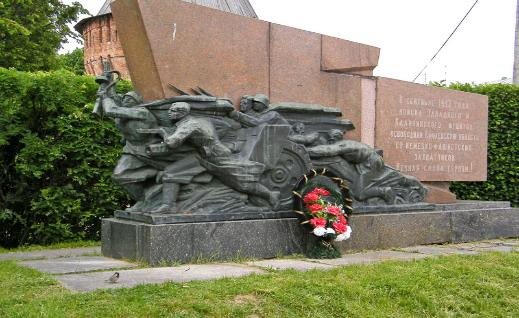 В сентябре 1943 года
войска Западного и
Калининского фронтов
освободили Смоленскую область
от немецко-фашистских
захватчиков.
Вечная слава героям!